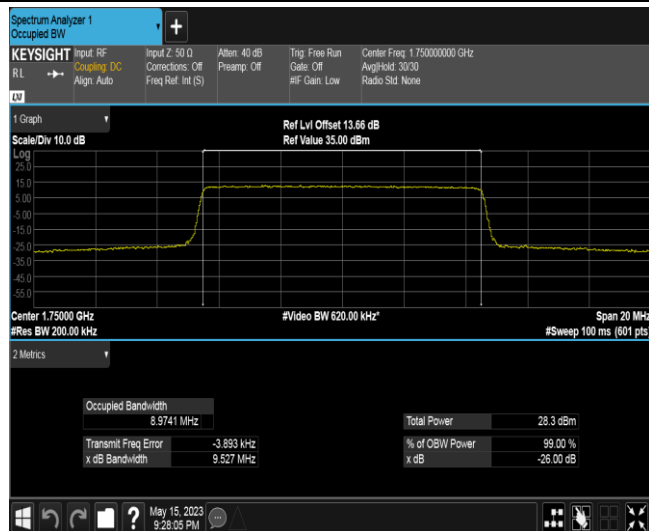 Spectrum Analyzer 1
Occupied BW
+
KEYSIGHT
RL
LXI
Input: RF
Coupling: DC
Align: Auto
Input Z: 50 Ω
Corrections: Off
Freq Ref: Int (S)
Atten: 40 dB
Preamp: Off
Trig: Free Run
Gate: Off
#IF Gain: Low
Center Freq: 1.750000000 GHz
Avg|Hold: 30/30
Radio Std: None
1 Graph
Scale/Div 10.0 dB
Ref Lvl Offset 13.66 dB
Ref Value 35.00 dBm
Log
25.0
15.0
5.00
-5.00
-15.0
-25.0
-35.0
-45.0
-55.0
Center 1.75000 GHz
#Res BW 200.00 kHz
#Video BW 620.00 kHz*
Span 20 MHz
#Sweep 100 ms (601 pts)
2 Metrics
Occupied Bandwidth
8.9741 MHz
Total Power 28.3 dBm
Transmit Freq Error -3.893 kHz
% of OBW Power 99.00 %
x dB Bandwidth 9.527 MHz
x dB -26.00 dB
?
May 15, 2023
9:28:05 PM